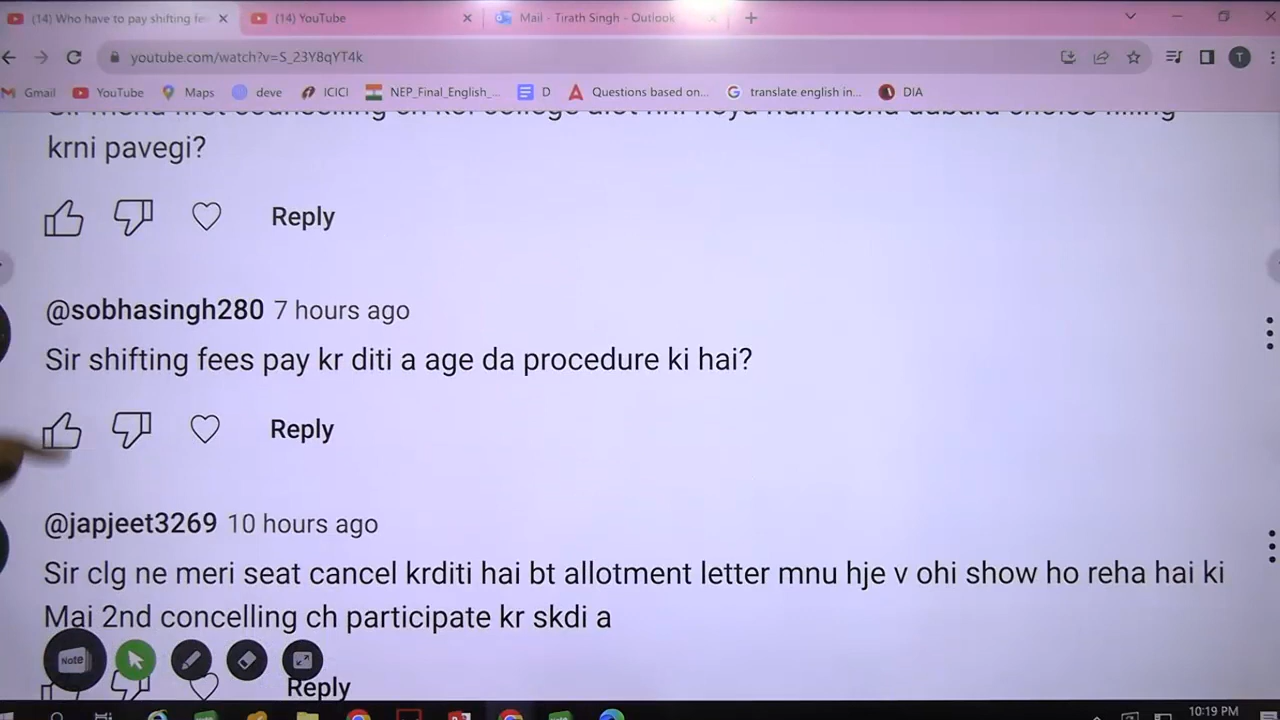 (14) Who have to pay shifting fe
(14) YouTube
Mail - Tirath Singh - Outlook
youtube.com/watch?v=S_23Y8qYT4k
T
Gmail
YouTube
Maps
deve
ICICI
NEP_Final_English_...
D
Questions based on...
translate english in...
DIA
krni pavegi?
Reply
@sobhasingh280 7 hours ago
Sir shifting fees pay kr diti a age da procedure ki hai?
Reply
@japjeet3269 10 hours ago
Sir clg ne meri seat cancel krditi hai bt allotment letter mnu hje v ohi show ho reha hai ki
Mai 2nd concelling ch participate kr skdi a
Note
Reply
10:19 PM